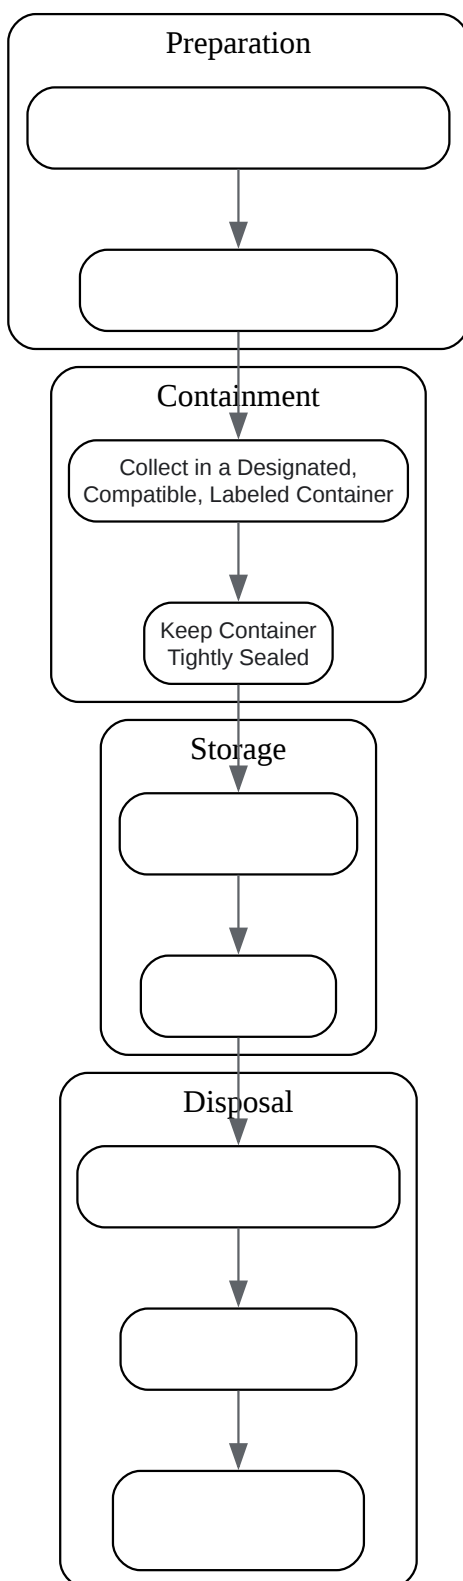 Preparation
Containment
Collect in a Designated,
Compatible, Labeled Container
Keep Container
Tightly Sealed
Storage
Disposal